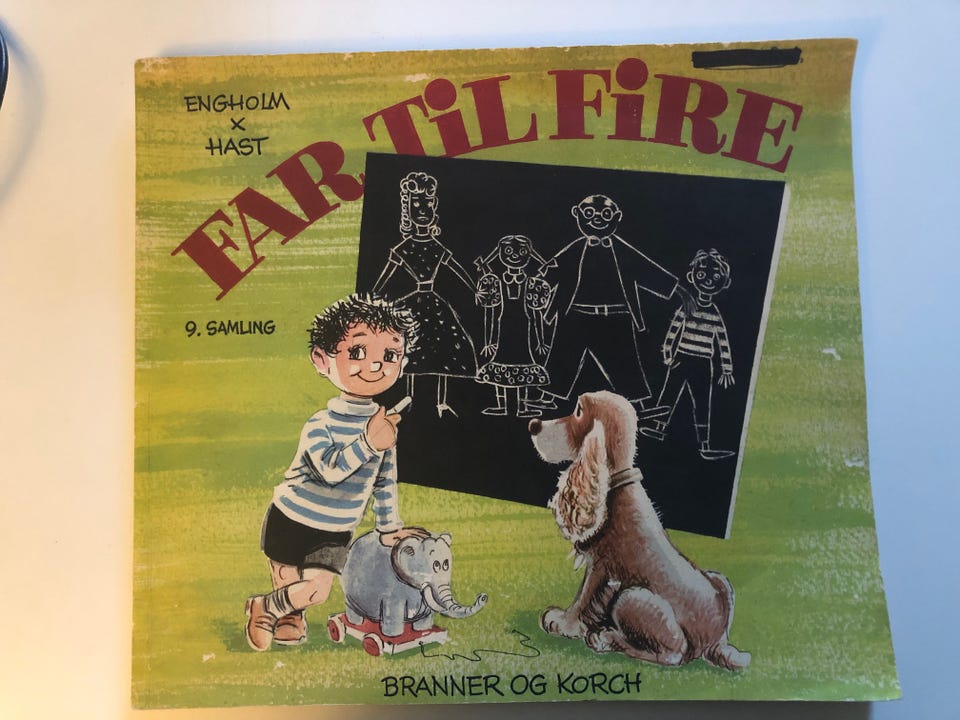 ENGHOLM
X
HAST
FAR TiL FiRE
9. SAMLING
BRANNER OG KORCH